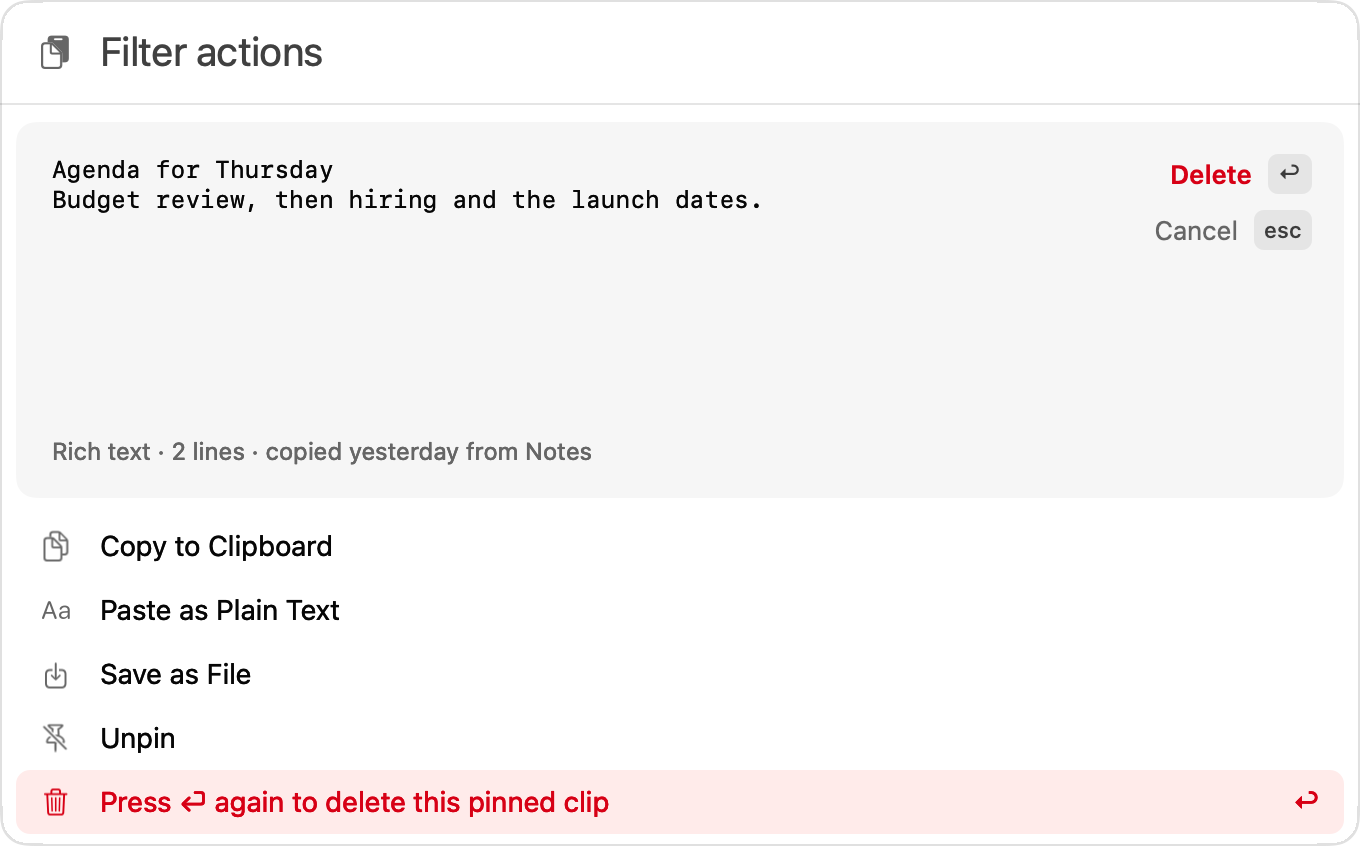 Filter actions
Agenda for Thursday
Budget review, then hiring and the launch dates.
Delete ↩
Cancel esc
Rich text · 2 lines · copied yesterday from Notes
Copy to Clipboard
Aa Paste as Plain Text
Save as File
Unpin
Press ↩ again to delete this pinned clip ↩